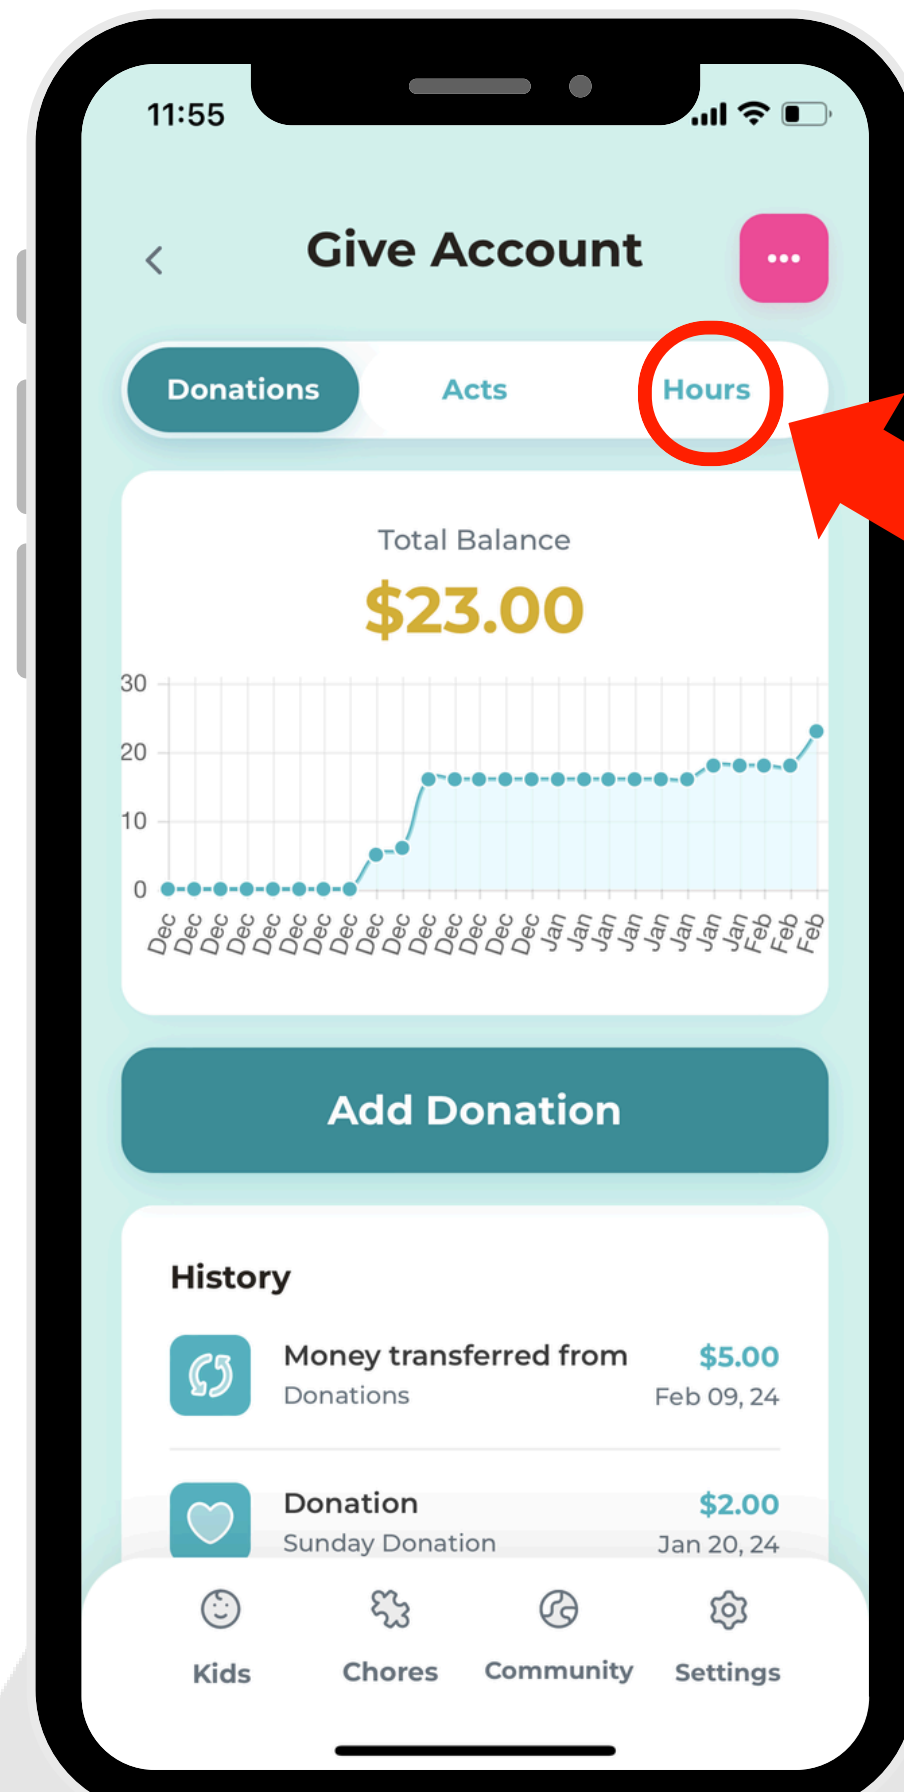 11:55
Give Account
Donations Acts Hours
Total Balance
$23.00
30
20
10
0
Dec Dec Dec Dec Dec Dec Dec Dec Dec Dec Dec Dec Dec Dec Dec Jan Jan Jan Jan Jan Jan Jan Jan Feb Feb Feb
Add Donation
History
Money transferred from $5.00
Donations Feb 09, 24
Donation $2.00
Sunday Donation Jan 20, 24
Kids Chores Community Settings